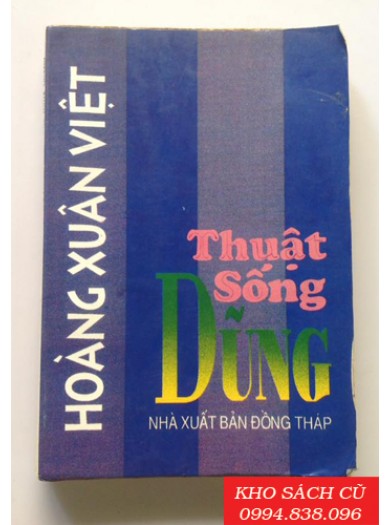 HOÀNG XUÂN VIỆT
Thuật
Sống
DŨNG
NHÀ XUẤT BẢN ĐỒNG THÁP
KHO SÁCH CŨ
0994.838.096